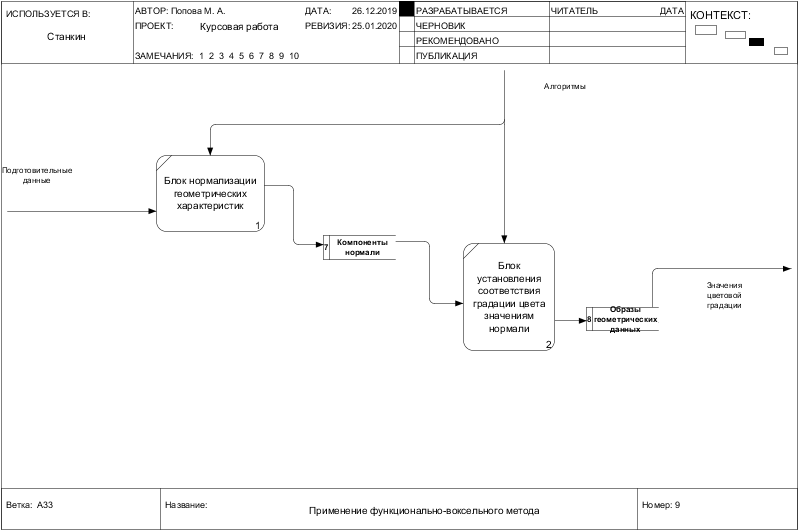 ИСПОЛЬЗУЕТСЯ В:
Станкин
АВТОР: Попова М. А.
ДАТА: 26.12.2019
ПРОЕКТ: Курсовая работа
РЕВИЗИЯ: 25.01.2020
ЗАМЕЧАНИЯ: 1 2 3 4 5 6 7 8 9 10
РАЗРАБАТЫВАЕТСЯ
ЧЕРНОВИК
РЕКОМЕНДОВАНО
ПУБЛИКАЦИЯ
ЧИТАТЕЛЬ
ДАТА
КОНТЕКСТ:
Алгоритмы
Подготовительные
данные
Блок нормализации
геометрических
характеристик
1
7
Компоненты
нормали
Блок
установления
соответствия
градации цвета
значениям
нормали
2
8
Образы
геометрических
данных
Значения
цветовой
градации
Ветка: А33
Название:
Применение функционально-воксельного метода
Номер: 9